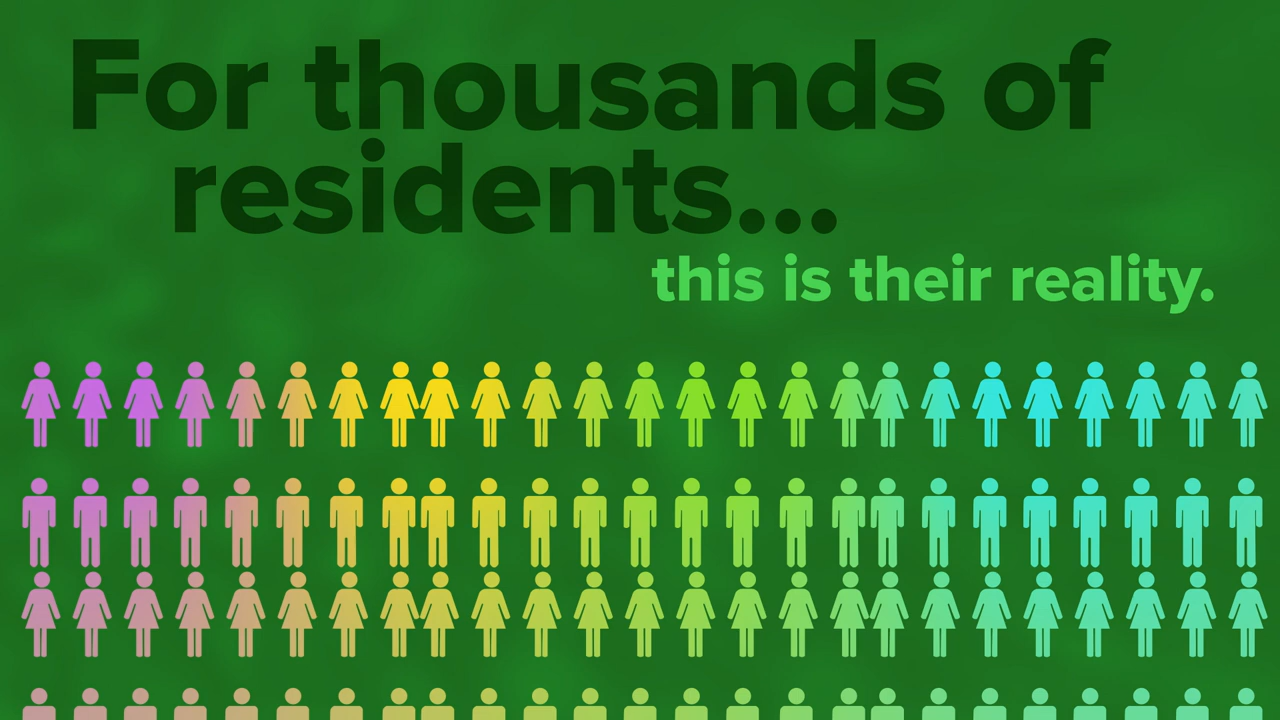 For thousands of
residents...
this is their reality.